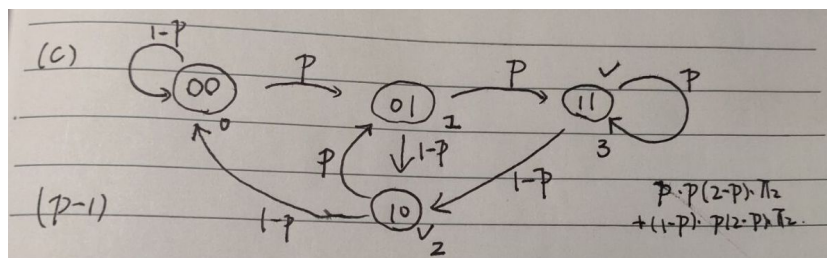 1-P
(c) 00 P 01 P 11 ✓ P
0 1 3
P 1-P 1-P
P·P(2-P)·π₂
(P-1) 1-P 10 +(1-P)·P(2-P)π₂
✓ 2